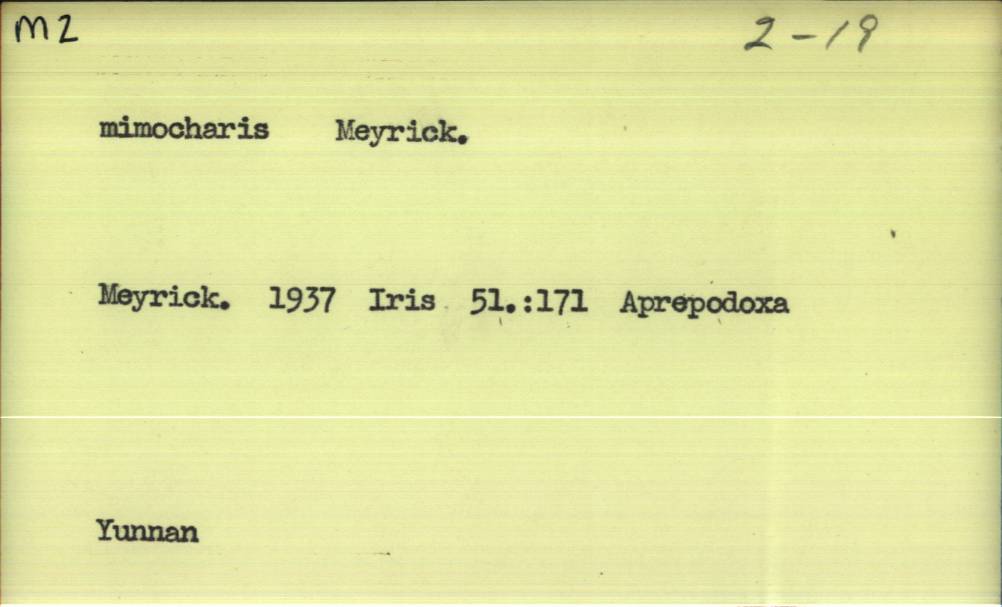 M2 2-19
mimocharis Meyrick.
Meyrick. 1937 Iris 51.:171 Aprepodoxa
Yunnan